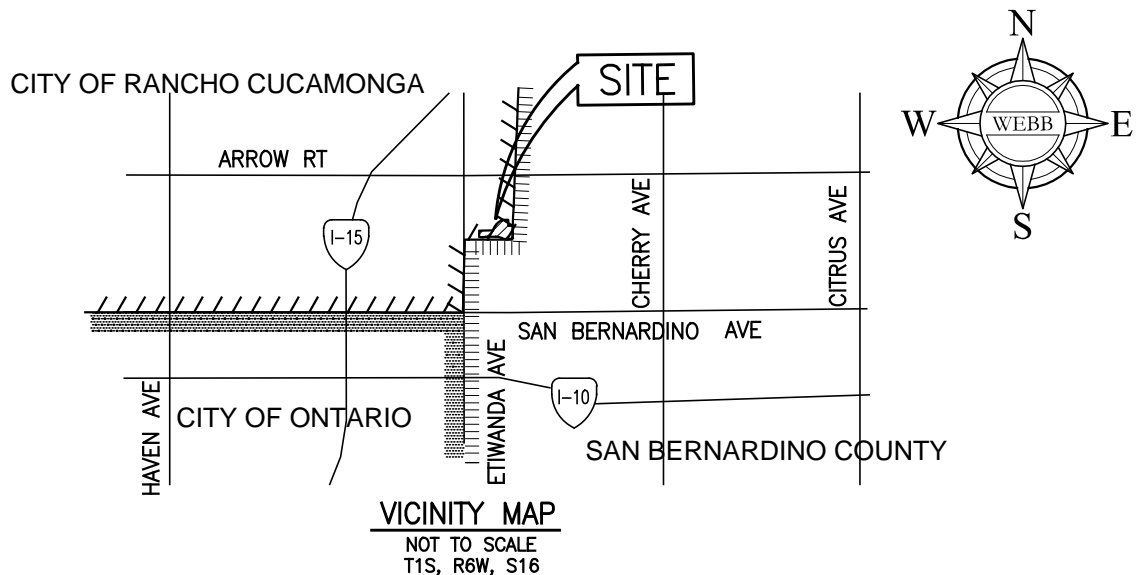 N
CITY OF RANCHO CUCAMONGA
SITE
W
WEBB
E
ARROW RT
S
I-15
CHERRY AVE
CITRUS AVE
SAN BERNARDINO AVE
ETIWANDA AVE
HAVEN AVE
CITY OF ONTARIO
I-10
SAN BERNARDINO COUNTY
VICINITY MAP
NOT TO SCALE
T1S, R6W, S16